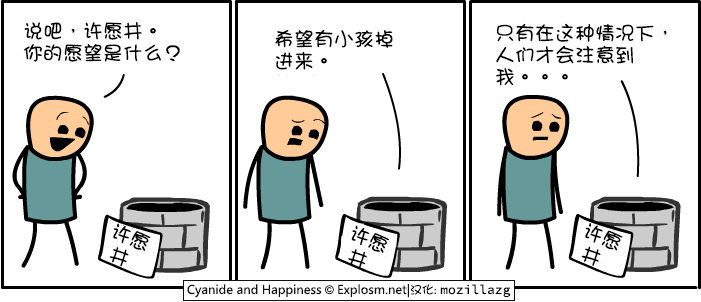 说吧，许愿井。
你的愿望是什么？
许愿
井
希望有小孩掉
进来。
许愿
井
只有在这种情况下，
人们才会注意到
我。。。
许愿
井
Cyanide and Happiness © Explosm.net|汉化: mozillazg